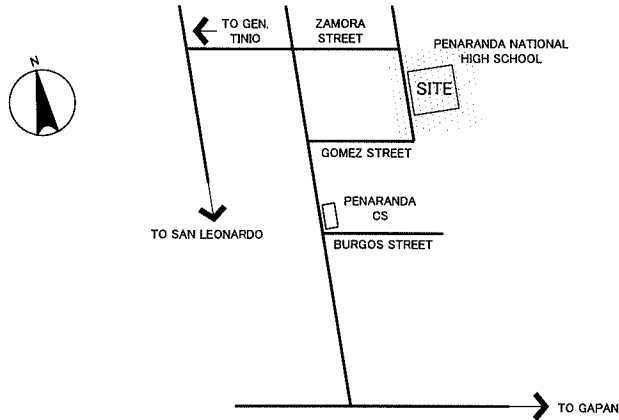 TO GEN.
TINIO
ZAMORA
STREET
PENARANDA NATIONAL
HIGH SCHOOL
N
SITE
GOMEZ STREET
PENARANDA
CS
TO SAN LEONARDO
BURGOS STREET
TO GAPAN